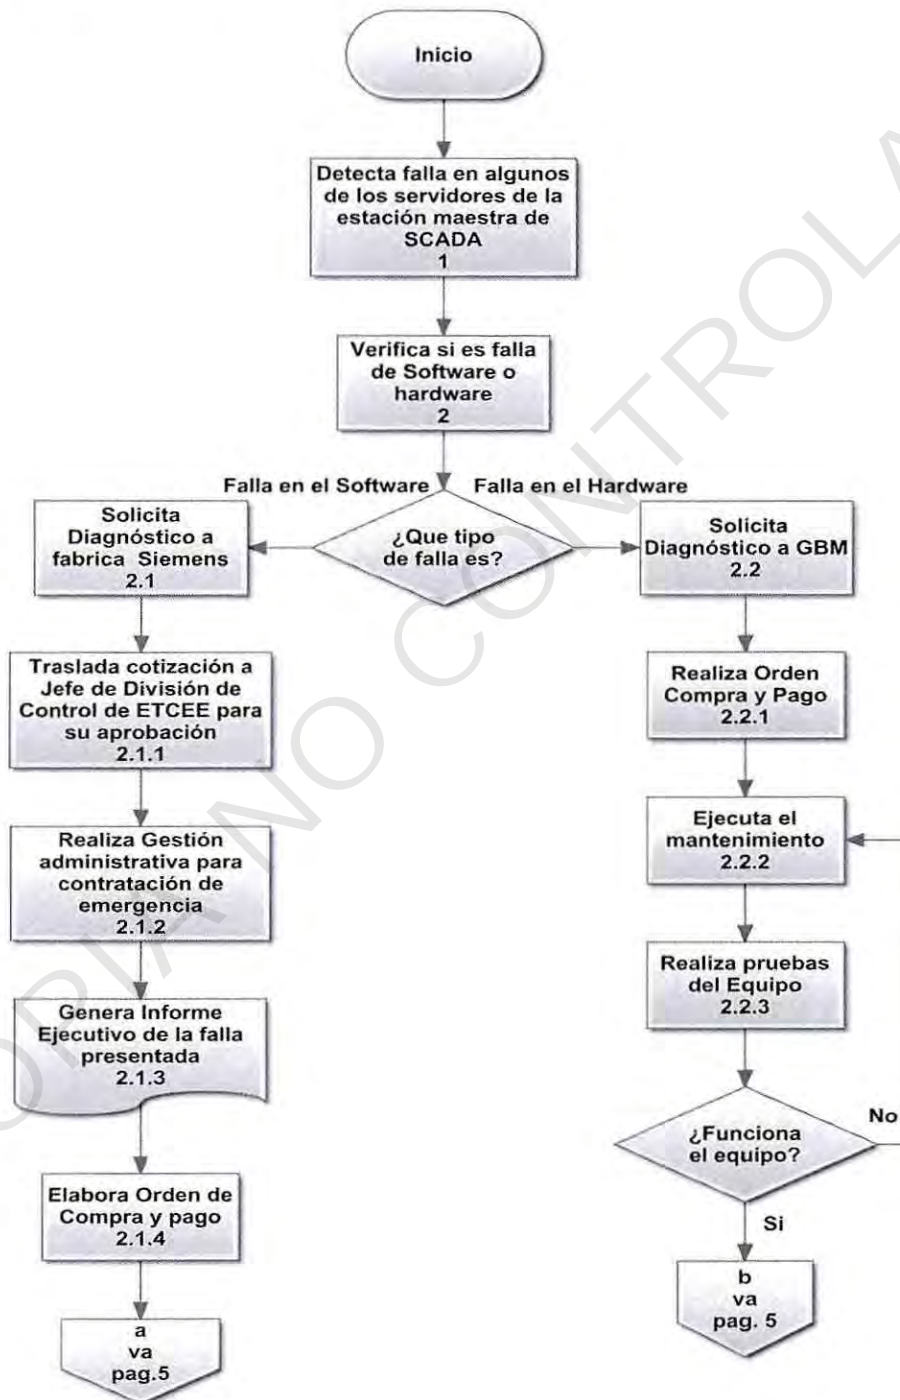 Inicio
Detecta falla en algunos
de los servidores de la
estación maestra de
SCADA
1
Verifica si es falla
de Software o
hardware
2
Falla en el Software
Falla en el Hardware
¿Que tipo
de falla es?
Solicita
Diagnóstico a
fabrica Siemens
2.1
Traslada cotización a
Jefe de División de
Control de ETCEE para
su aprobación
2.1.1
Realiza Gestión
administrativa para
contratación de
emergencia
2.1.2
Genera Informe
Ejecutivo de la falla
presentada
2.1.3
Elabora Orden de
Compra y pago
2.1.4
a
va
pag.5
Solicita
Diagnóstico a GBM
2.2
Realiza Orden
Compra y Pago
2.2.1
Ejecuta el
mantenimiento
2.2.2
Realiza pruebas
del Equipo
2.2.3
¿Funciona
el equipo?
No
Si
b
va
pag. 5
OPIA NO CONTROLA